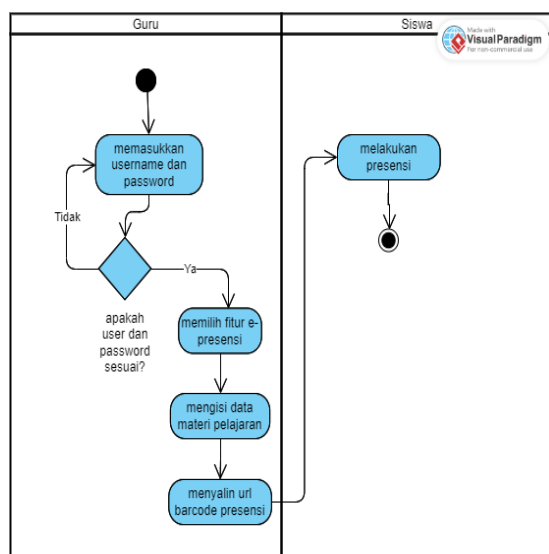 Guru
Siswa
Made with
Visual Paradigm
For non-commercial use
memasukkan
username dan
password
melakukan
presensi
Tidak
Ya
apakah
user dan
password
sesuai?
memilih fitur e-
presensi
mengisi data
materi pelajaran
menyalin url
barcode presensi